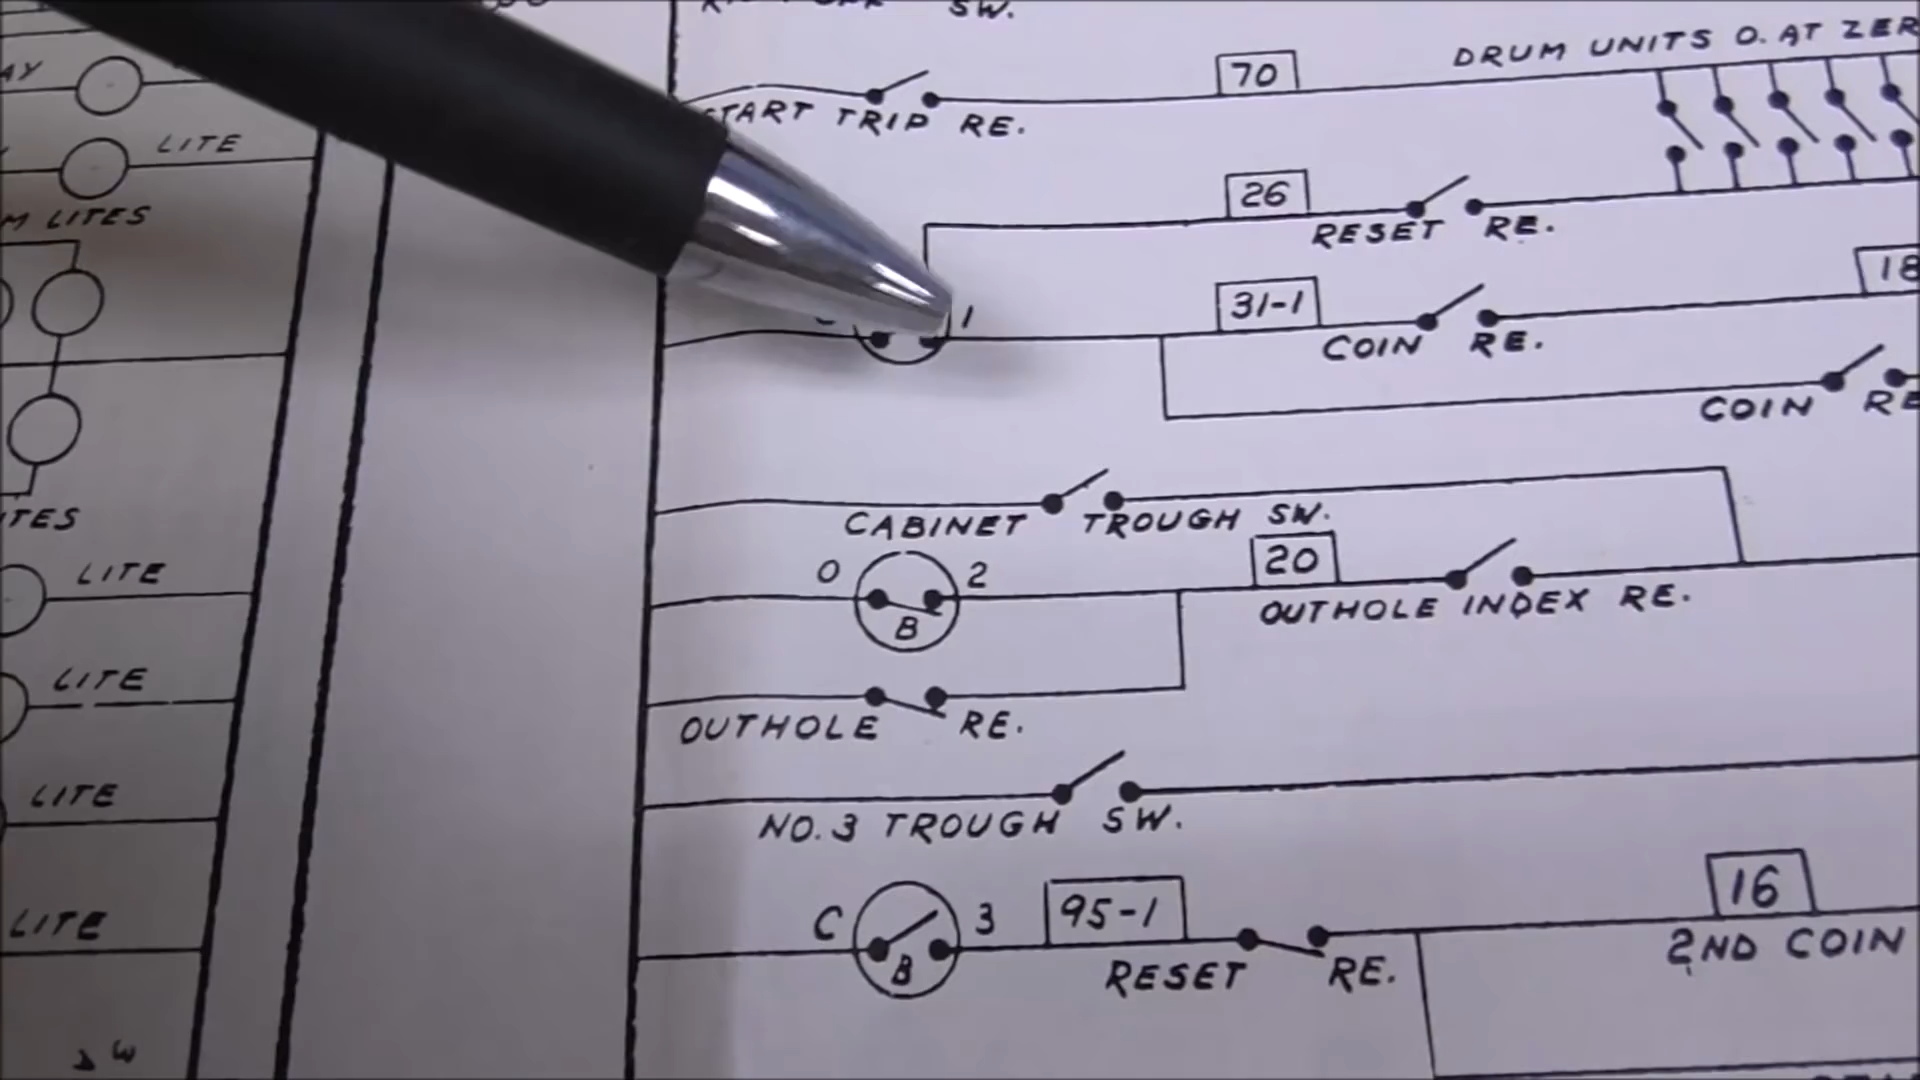 SW.
DRUM UNITS O. AT ZER
70
START TRIP RE.
LITE
26
M LITES
RESET RE.
18
31-1
1
COIN RE.
COIN RE
TES
CABINET TROUGH SW.
LITE
O
2
20
B
OUTHOLE INDEX RE.
LITE
OUTHOLE RE.
LITE
NO. 3 TROUGH SW.
16
C
3
95-1
LITE
B
2ND COIN
RESET RE.